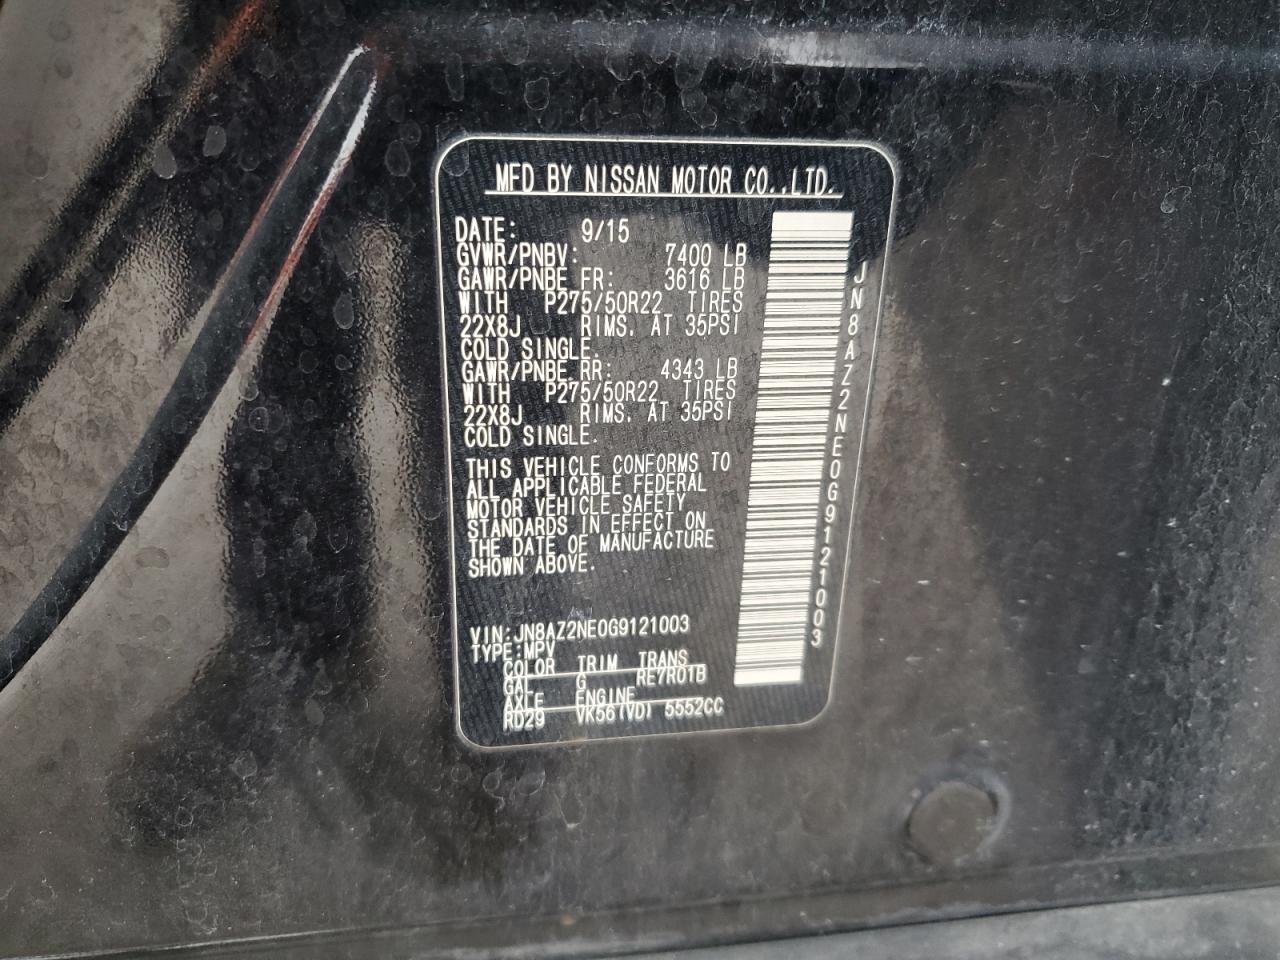 MFD BY NISSAN MOTOR CO.,LTD.
DATE: 9/15
GVWR/PNBV: 7400 LB
GAWR/PNBE FR: 3616 LB
WITH P275/50R22 TIRES
22X8J RIMS. AT 35PSI
COLD SINGLE.
GAWR/PNBE RR: 4343 LB
WITH P275/50R22 TIRES
22X8J RIMS. AT 35PSI
COLD SINGLE.
THIS VEHICLE CONFORMS TO
ALL APPLICABLE FEDERAL
MOTOR VEHICLE SAFETY
STANDARDS IN EFFECT ON
THE DATE OF MANUFACTURE
SHOWN ABOVE.
VIN:JN8AZ2NE0G9121003
TYPE:MPV
COLOR TRIM TRANS
G RE7R01B
AXLE ENGINE
RD29 VK56(VD) 5552CC
JN8AZ2NE0G9121003